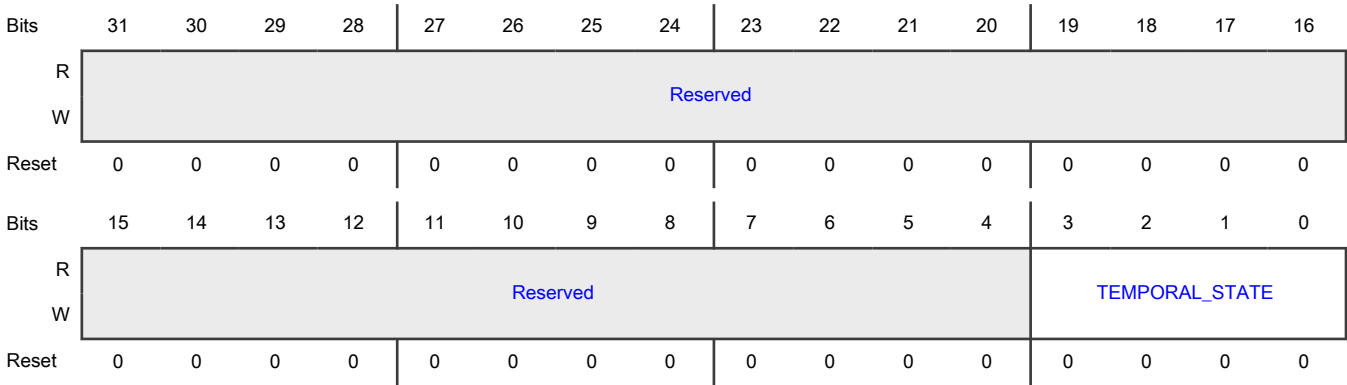 Bits 31 30 29 28 27 26 25 24 23 22 21 20 19 18 17 16
R
Reserved
W
Reset 0 0 0 0 0 0 0 0 0 0 0 0 0 0 0 0
Bits 15 14 13 12 11 10 9 8 7 6 5 4 3 2 1 0
R
Reserved TEMPORAL_STATE
W
Reset 0 0 0 0 0 0 0 0 0 0 0 0 0 0 0 0